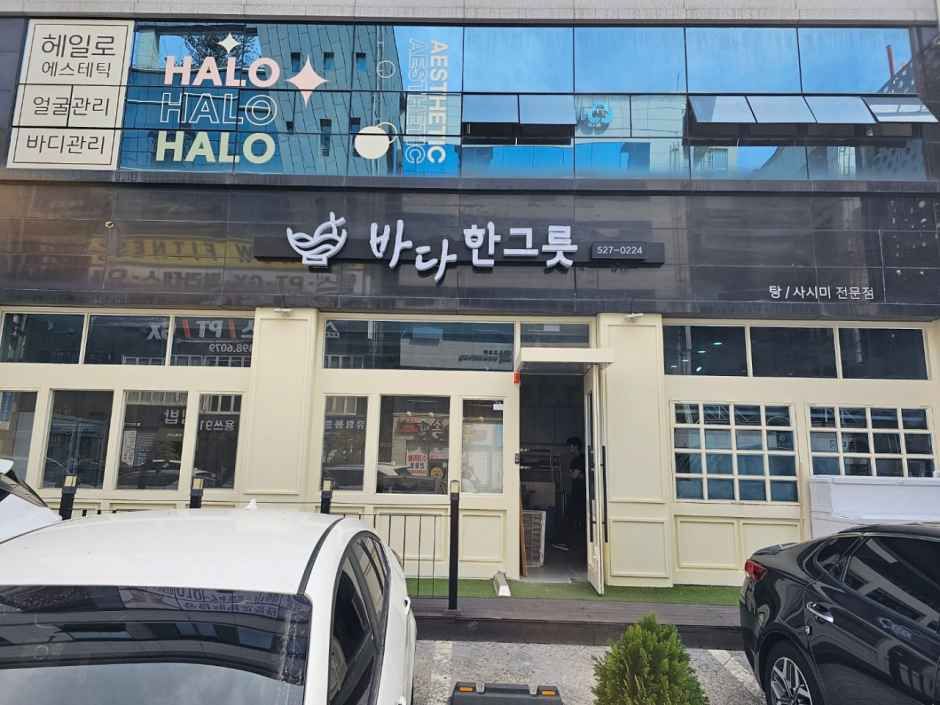 헤일로
에스테틱
얼굴관리
바디관리
HALO
HALO
HALO
AESTHETIC
AESTHETIC
바다한그릇
527-0224
탕 / 사시미 전문점